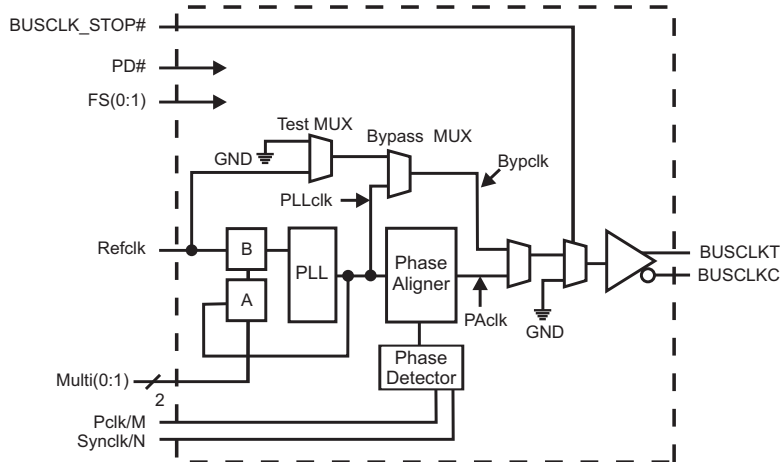 BUSCLK_STOP#
PD#
FS(0:1)
Test MUX
Bypass MUX
GND
Bypclk
PLLclk
Refclk
B
A
PLL
Phase
Aligner
PAclk
GND
BUSCLKT
BUSCLKC
Phase
Detector
Multi(0:1)
2
Pclk/M
Synclk/N